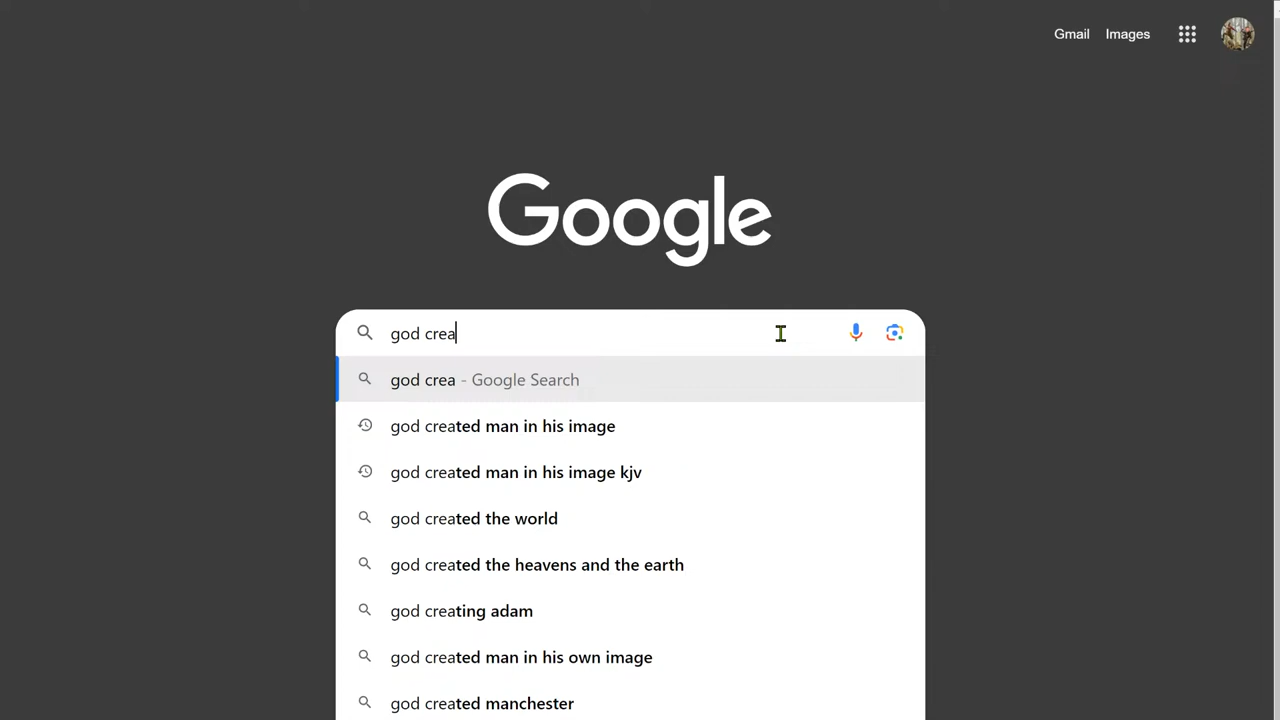 Gmail Images
Google
god crea
god crea - Google Search
god created man in his image
god created man in his image kjv
god created the world
god created the heavens and the earth
god creating adam
god created man in his own image
god created manchester